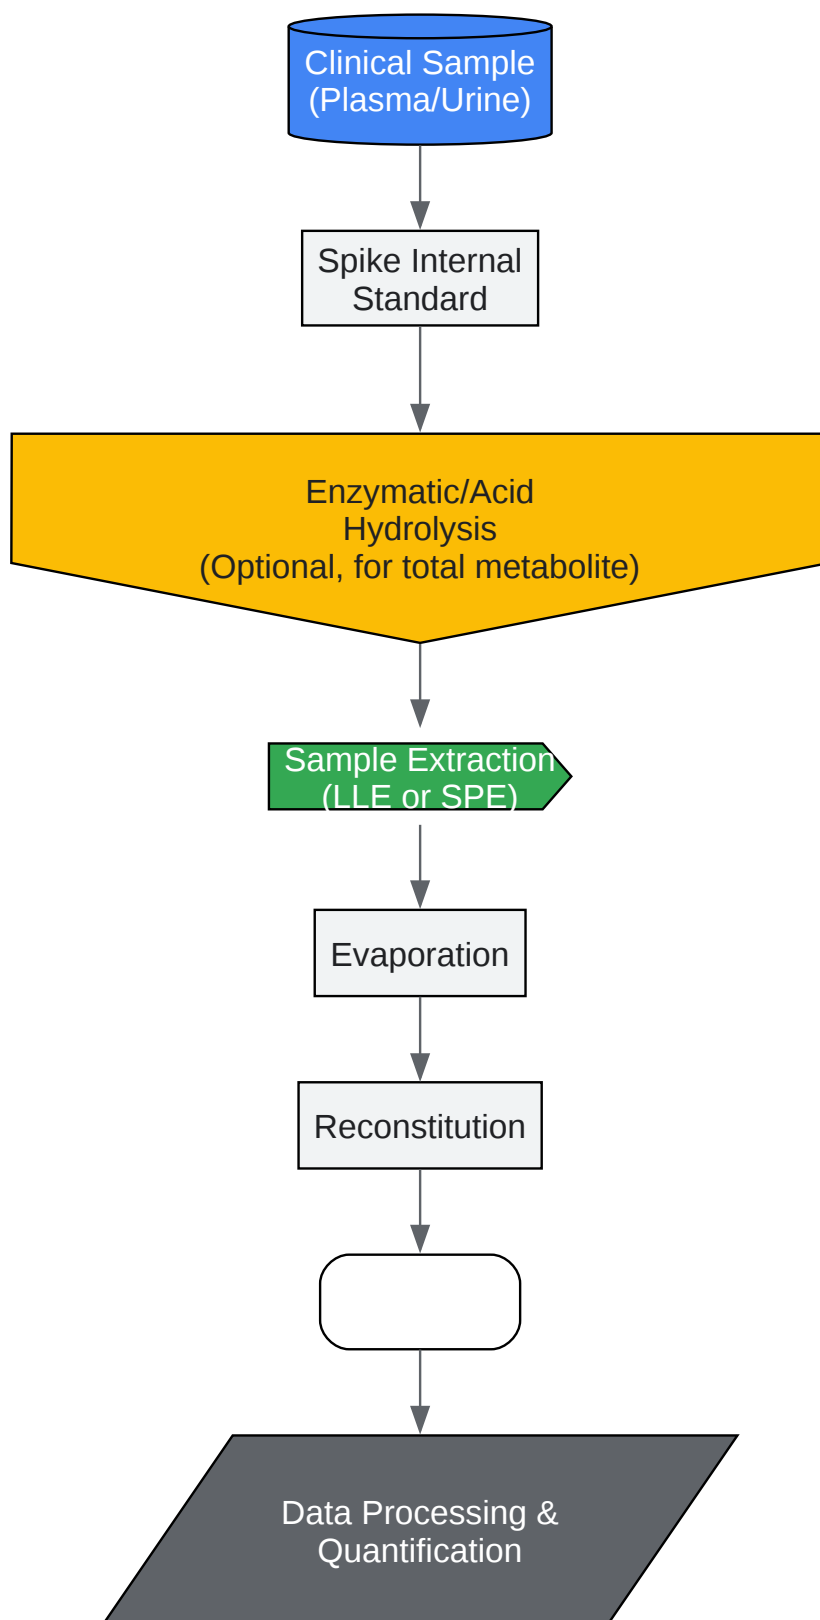 Clinical Sample
(Plasma/Urine)
Spike Internal
Standard
Enzymatic/Acid
Hydrolysis
(Optional, for total metabolite)
Sample Extraction
(LLE or SPE)
Evaporation
Reconstitution
Data Processing &
Quantification